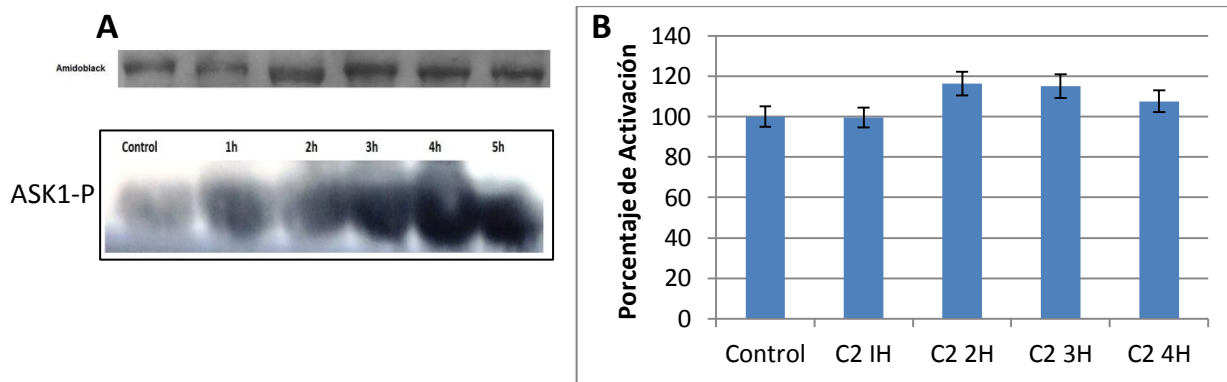 A
Amidoblack
Control 1h 2h 3h 4h 5h
ASK1-P
B
Porcentaje de Activación
140
120
100
80
60
40
20
0
Control C2 IH C2 2H C2 3H C2 4H